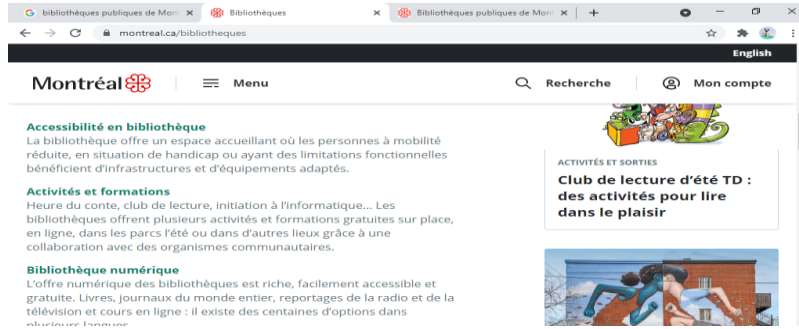 bibliothèques publiques de Mon
Bibliothèques
Bibliothèques publiques de Mon
montreal.ca/bibliotheques
English
Montréal
Menu
Recherche
Mon compte
Accessibilité en bibliothèque
La bibliothèque offre un espace accueillant où les personnes à mobilité
réduite, en situation de handicap ou ayant des limitations fonctionnelles
bénéficient d'infrastructures et d'équipements adaptés.
Activités et formations
Heure du conte, club de lecture, initiation à l'informatique... Les
bibliothèques offrent plusieurs activités et formations gratuites sur place,
en ligne, dans les parcs l'été ou dans d'autres lieux grâce à une
collaboration avec des organismes communautaires.
Bibliothèque numérique
L'offre numérique des bibliothèques est riche, facilement accessible et
gratuite. Livres, journaux du monde entier, reportages de la radio et de la
télévision et cours en ligne : il existe des centaines d'options dans
plusieurs langues.
ACTIVITÉS ET SORTIES
Club de lecture d'été TD :
des activités pour lire
dans le plaisir